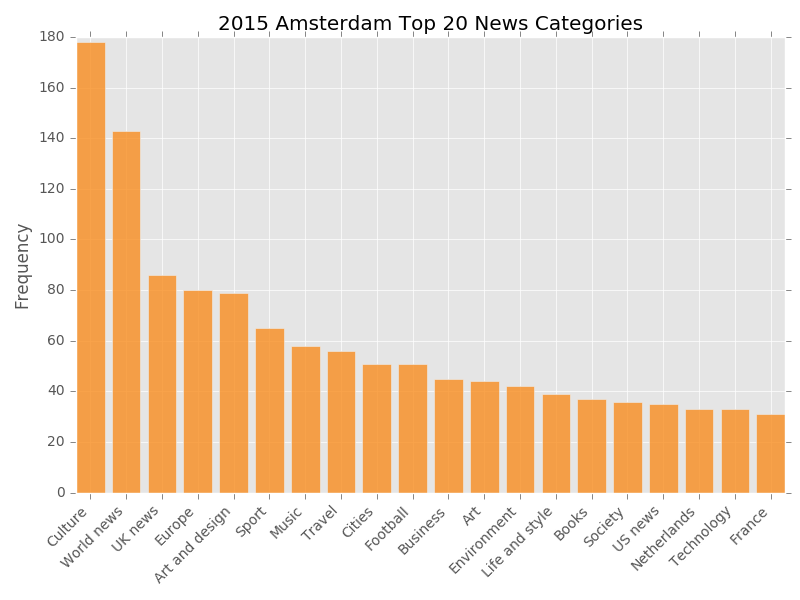 2015 Amsterdam Top 20 News Categories
180
160
140
120
100
80
60
40
20
0
Frequency
Culture
World news
UK news
Europe
Art and design
Sport
Music
Travel
Cities
Football
Business
Art
Environment
Life and style
Books
Society
US news
Netherlands
Technology
France